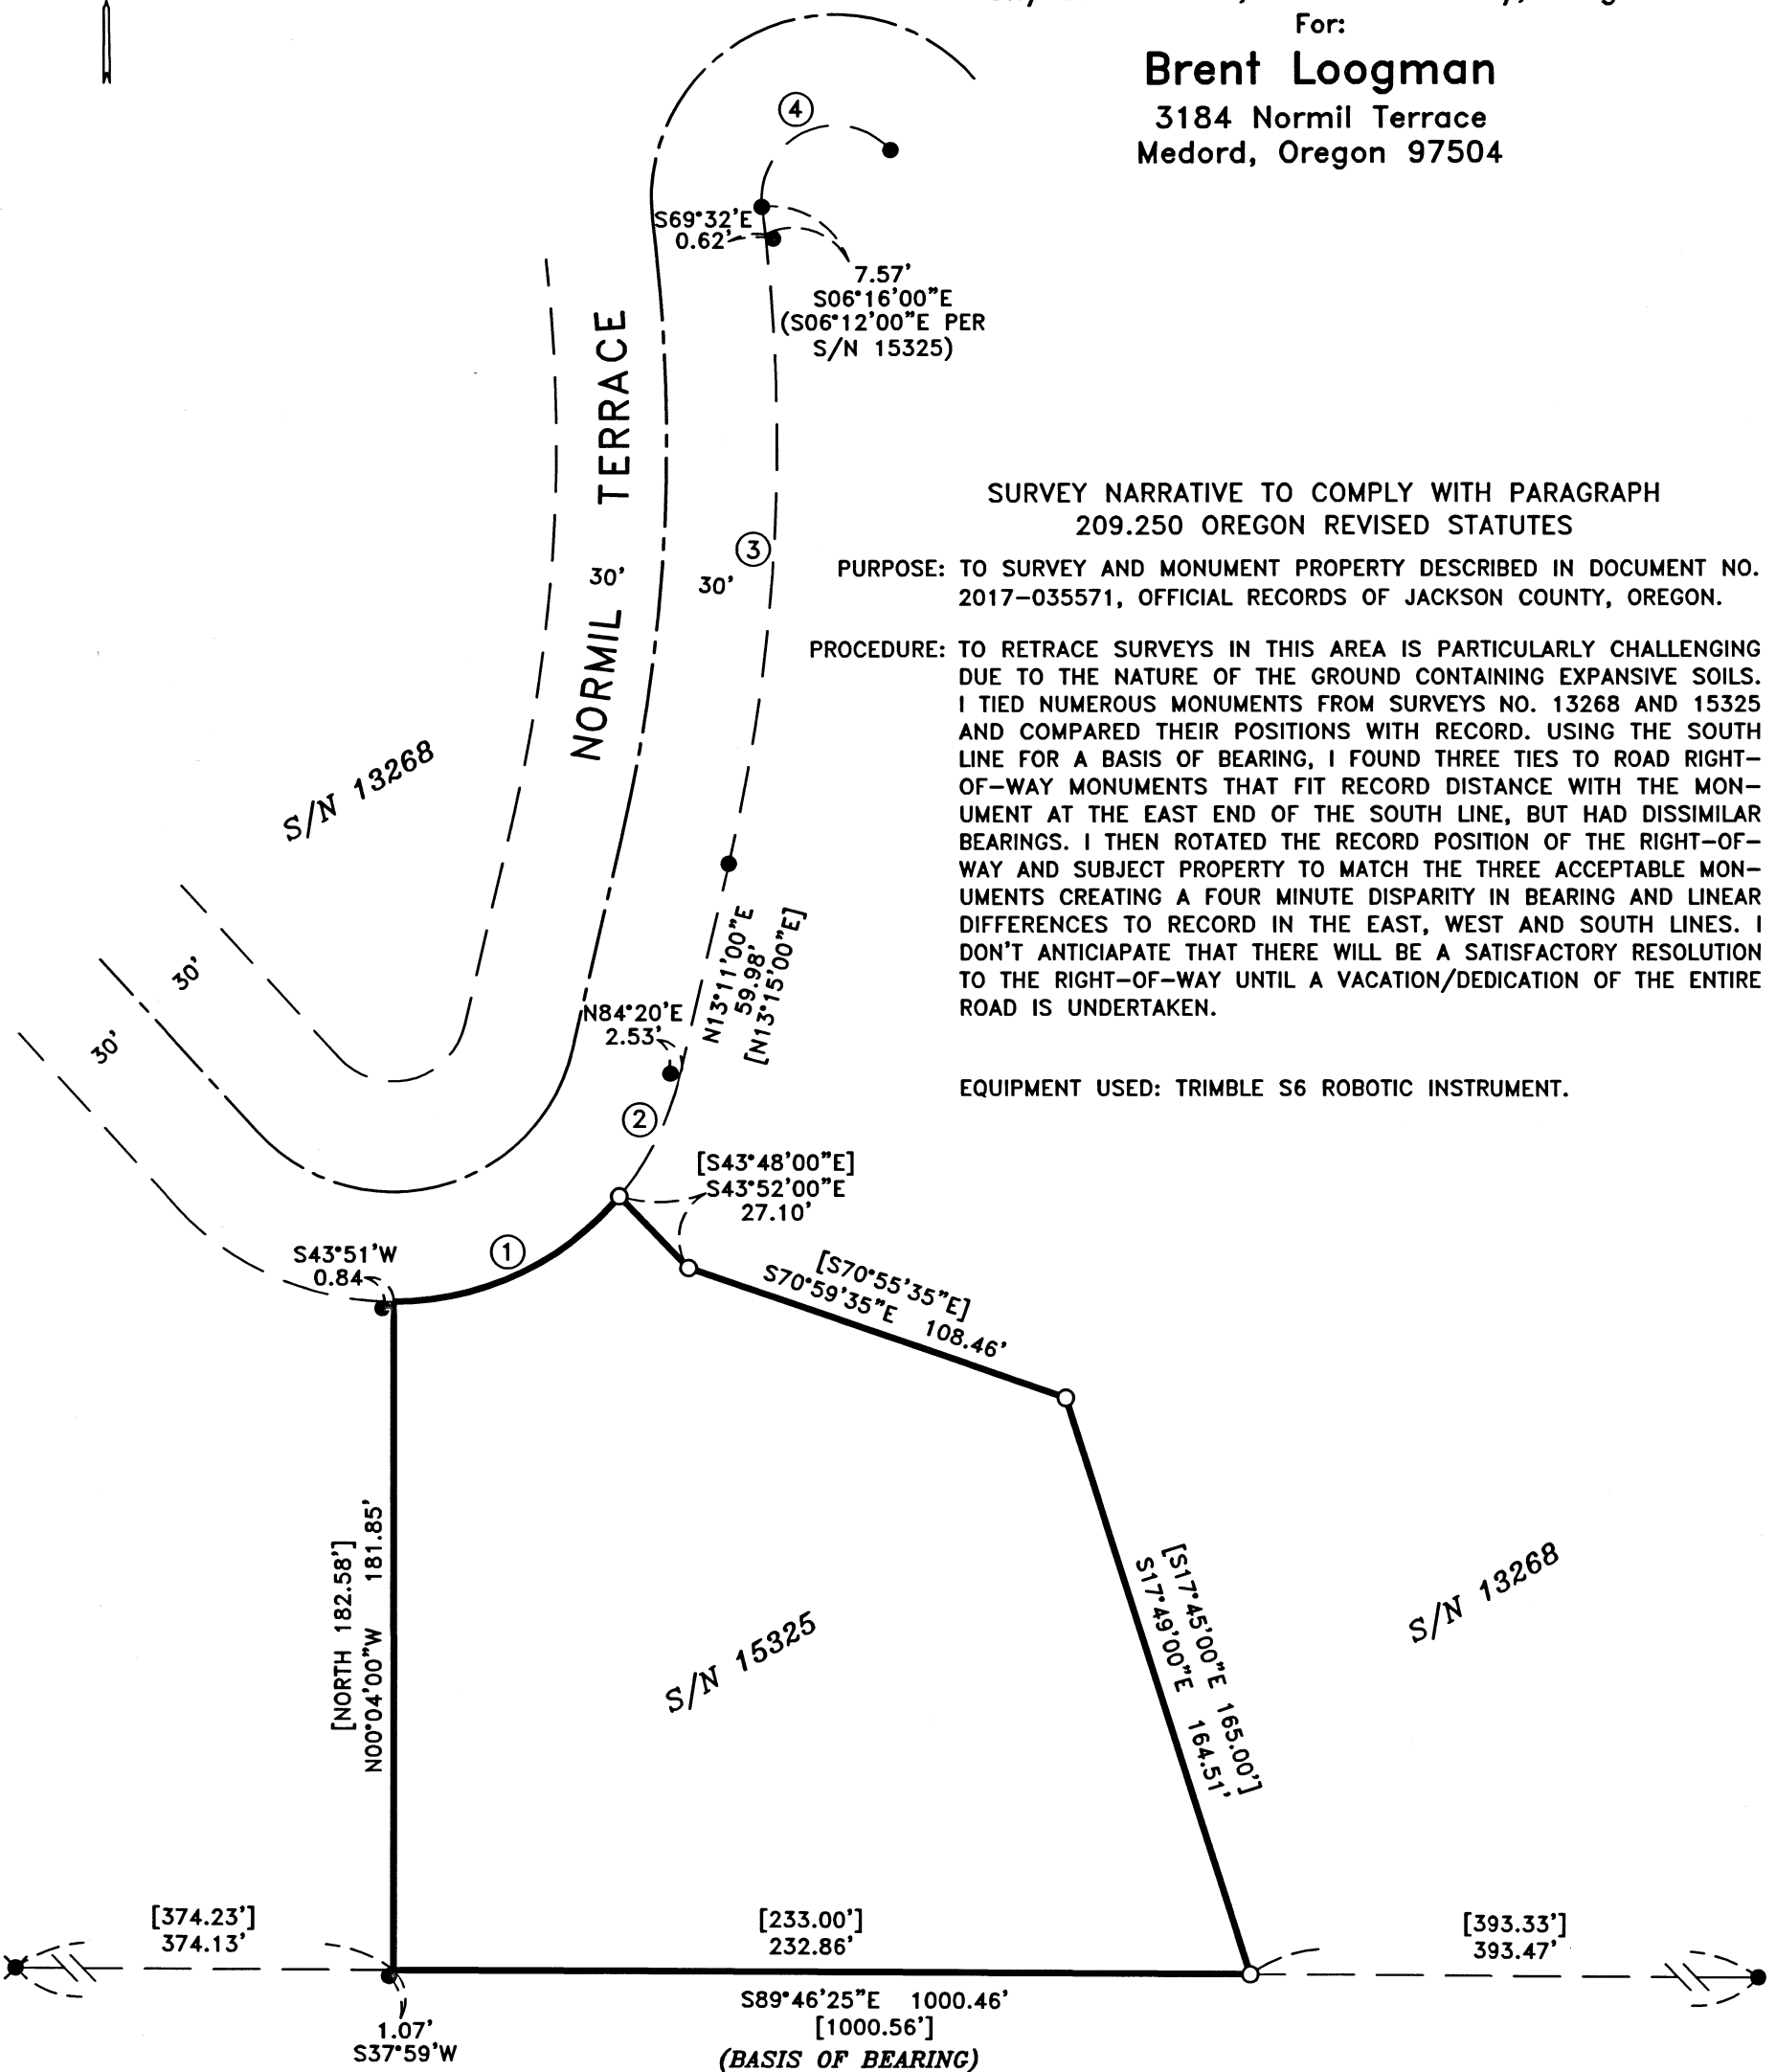 For:
Brent Loogman
3184 Normil Terrace
Medord, Oregon 97504
4
S69°32'E
0.62'
7.57'
S06°16'00"E
(S06°12'00"E PER
S/N 15325)
NORMIL TERRACE
30'
30'
3
SURVEY NARRATIVE TO COMPLY WITH PARAGRAPH
209.250 OREGON REVISED STATUTES
PURPOSE: TO SURVEY AND MONUMENT PROPERTY DESCRIBED IN DOCUMENT NO.
2017-035571, OFFICIAL RECORDS OF JACKSON COUNTY, OREGON.
PROCEDURE: TO RETRACE SURVEYS IN THIS AREA IS PARTICULARLY CHALLENGING
DUE TO THE NATURE OF THE GROUND CONTAINING EXPANSIVE SOILS.
I TIED NUMEROUS MONUMENTS FROM SURVEYS NO. 13268 AND 15325
AND COMPARED THEIR POSITIONS WITH RECORD. USING THE SOUTH
LINE FOR A BASIS OF BEARING, I FOUND THREE TIES TO ROAD RIGHT-
OF-WAY MONUMENTS THAT FIT RECORD DISTANCE WITH THE MON-
UMENT AT THE EAST END OF THE SOUTH LINE, BUT HAD DISSIMILAR
BEARINGS. I THEN ROTATED THE RECORD POSITION OF THE RIGHT-OF-
WAY AND SUBJECT PROPERTY TO MATCH THE THREE ACCEPTABLE MON-
UMENTS CREATING A FOUR MINUTE DISPARITY IN BEARING AND LINEAR
DIFFERENCES TO RECORD IN THE EAST, WEST AND SOUTH LINES. I
DON'T ANTICIAPATE THAT THERE WILL BE A SATISFACTORY RESOLUTION
TO THE RIGHT-OF-WAY UNTIL A VACATION/DEDICATION OF THE ENTIRE
ROAD IS UNDERTAKEN.
EQUIPMENT USED: TRIMBLE S6 ROBOTIC INSTRUMENT.
S/N 13268
30'
30'
N13°11'00"E
59.98'
[N13°15'00"E]
N84°20'E
2.53'
2
[S43°48'00"E]
S43°52'00"E
27.10'
S43°51'W
0.84'
1
[S70°55'35"E]
S70°59'35"E 108.46'
[NORTH 182.58']
N00°04'00"W 181.85'
S/N 15325
[S17°45'00"E 165.00']
S17°49'00"E 164.51'
S/N 13268
[374.23']
374.13'
[233.00']
232.86'
[393.33']
393.47'
S89°46'25"E 1000.46'
[1000.56']
(BASIS OF BEARING)
1.07'
S37°59'W